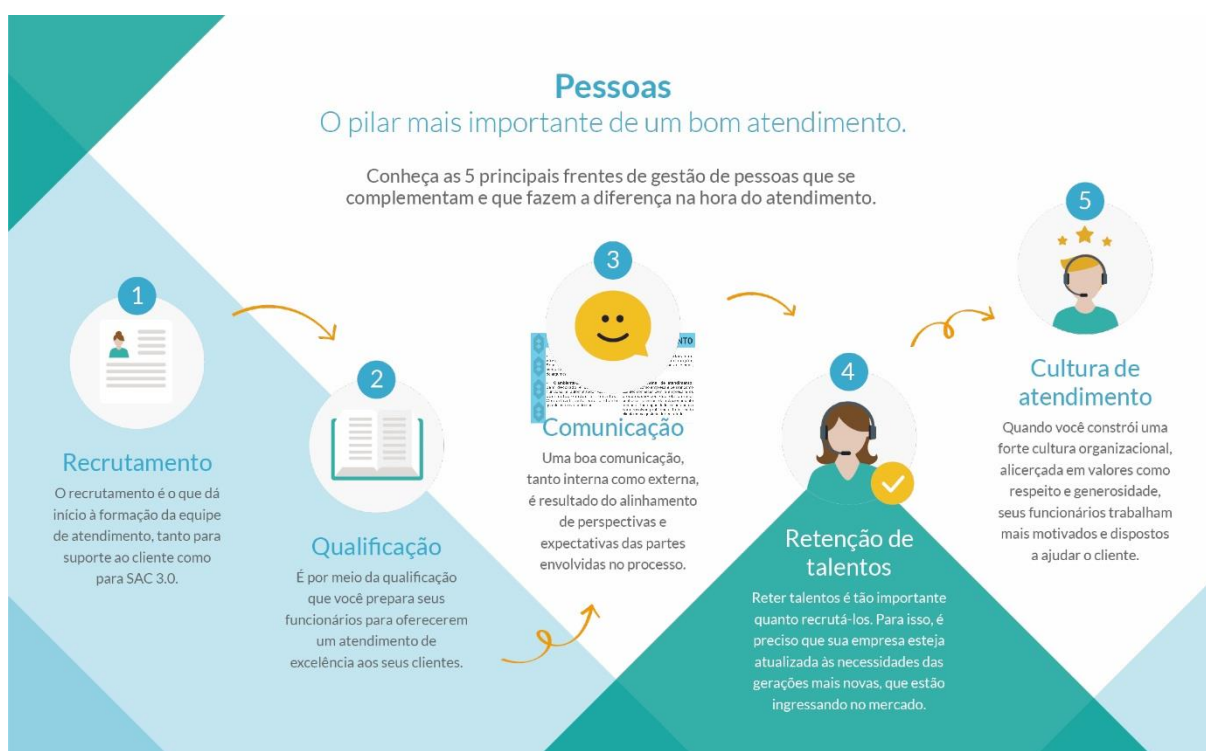 Pessoas
O pilar mais importante de um bom atendimento.
Conheça as 5 principais frentes de gestão de pessoas que se
complementam e que fazem a diferença na hora do atendimento.
1
Recrutamento
O recrutamento é o que dá
início à formação da equipe
de atendimento, tanto para
suporte ao cliente como
para SAC 3.0.
2
Qualificação
É por meio da qualificação
que você prepara seus
funcionários para oferecerem
um atendimento de
excelência aos seus clientes.
3
NTO
Comunicação
Uma boa comunicação,
tanto interna como externa,
é resultado do alinhamento
de perspectivas e
expectativas das partes
envolvidas no processo.
4
Retenção de
talentos
Reter talentos é tão importante
quanto recrutá-los. Para isso, é
preciso que sua empresa esteja
atualizada às necessidades das
gerações mais novas, que estão
ingressando no mercado.
5
Cultura de
atendimento
Quando você constrói uma
forte cultura organizacional,
alicerçada em valores como
respeito e generosidade,
seus funcionários trabalham
mais motivados e dispostos
a ajudar o cliente.